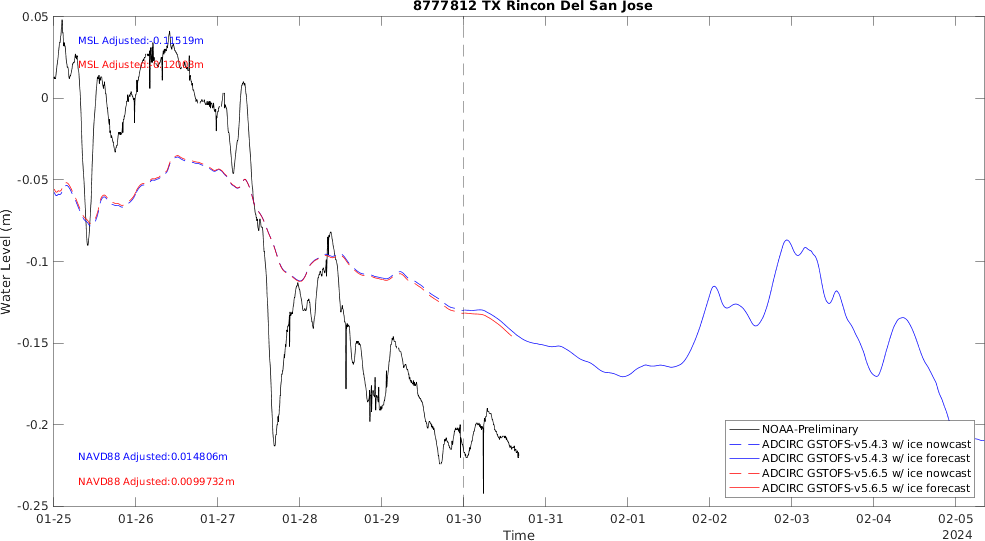 8777812 TX Rincon Del San Jose
0.05
MSL Adjusted:-0.11519m
MSL Adjusted:
0
-0.05
-0.1
-0.15
-0.2
-0.25
Water Level (m)
NAVD88 Adjusted:0.014806m
NAVD88 Adjusted:0.0099732m
NOAA-Preliminary
ADCIRC GSTOFS-v5.4.3 w/ ice nowcast
ADCIRC GSTOFS-v5.4.3 w/ ice forecast
ADCIRC GSTOFS-v5.6.5 w/ ice nowcast
ADCIRC GSTOFS-v5.6.5 w/ ice forecast
01-25 01-26 01-27 01-28 01-29 01-30 01-31 02-01 02-02 02-03 02-04 02-05
Time
2024